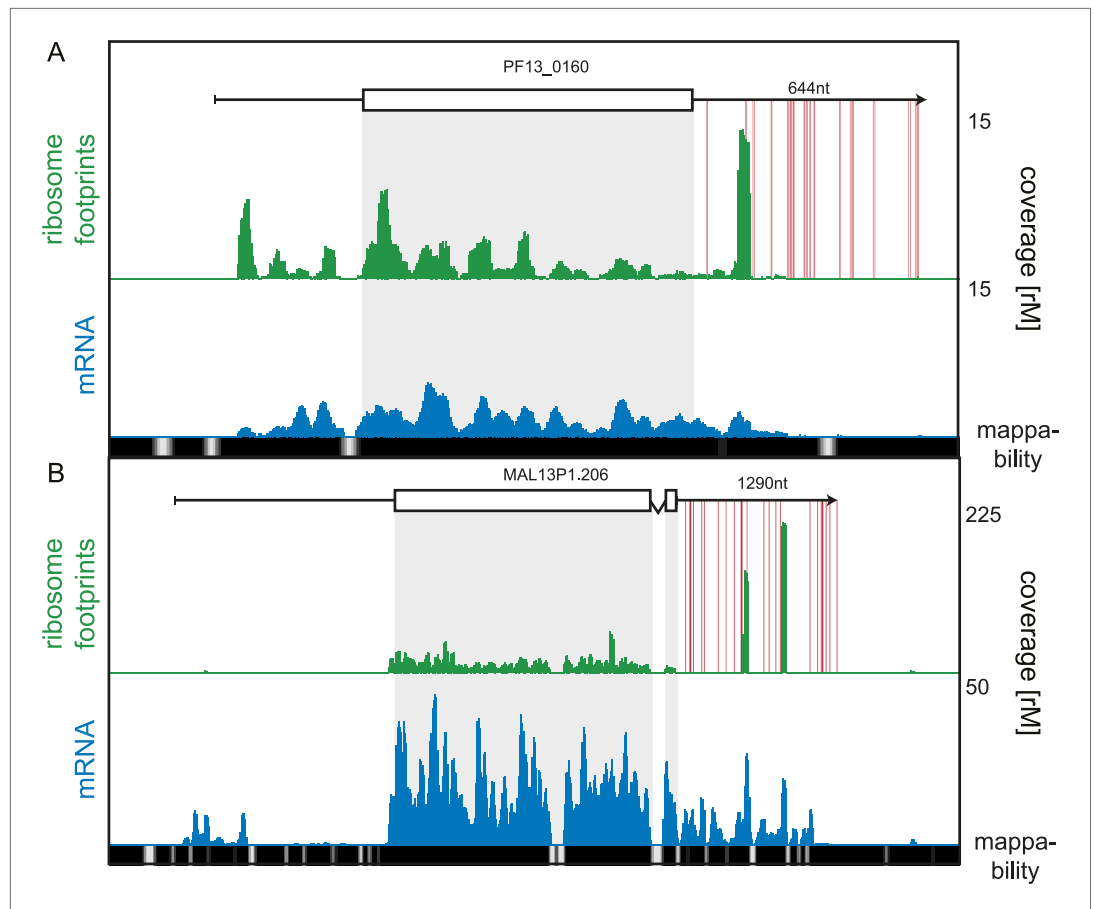 A
PF13_0160
644nt
15
ribosome
footprints
coverage [rM]
15
mRNA
mappa-
bility
B
MAL13P1.206
1290nt
225
ribosome
footprints
coverage [rM]
50
mRNA
mappa-
bility